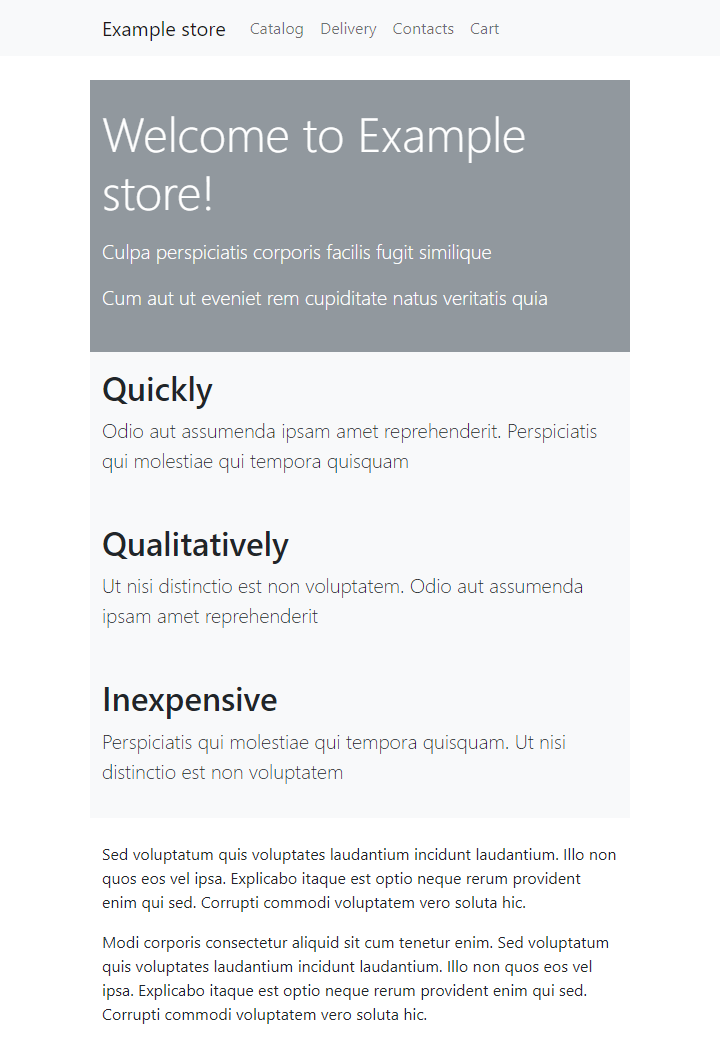 Example store Catalog Delivery Contacts Cart
Welcome to Example
store!
Culpa perspiciatis corporis facilis fugit similique
Cum aut ut eveniet rem cupiditate natus veritatis quia
Quickly
Odio aut assumenda ipsam amet reprehenderit. Perspiciatis
qui molestiae qui tempora quisquam
Qualitatively
Ut nisi distinctio est non voluptatem. Odio aut assumenda
ipsam amet reprehenderit
Inexpensive
Perspiciatis qui molestiae qui tempora quisquam. Ut nisi
distinctio est non voluptatem
Sed voluptatum quis voluptates laudantium incidunt laudantium. Illo non
quos eos vel ipsa. Explicabo itaque est optio neque rerum provident
enim qui sed. Corrupti commodi voluptatem vero soluta hic.
Modi corporis consectetur aliquid sit cum tenetur enim. Sed voluptatum
quis voluptates laudantium incidunt laudantium. Illo non quos eos vel
ipsa. Explicabo itaque est optio neque rerum provident enim qui sed.
Corrupti commodi voluptatem vero soluta hic.